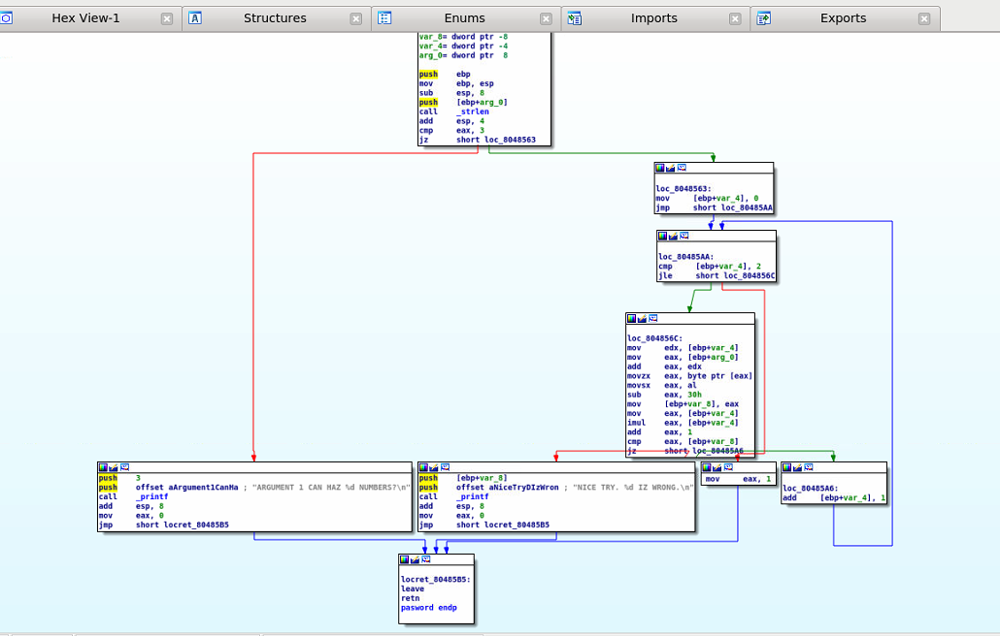 Hex View-1
Structures
Enums
Imports
Exports
var_8= dword ptr -8
var_4= dword ptr -4
arg_0= dword ptr  8
push    ebp
mov     ebp, esp
sub     esp, 8
push    [ebp+arg_0]
call    _strlen
add     esp, 4
cmp     eax, 3
jz      short loc_8048563
loc_8048563:
mov     [ebp+var_4], 0
jmp     short loc_80485AA
loc_80485AA:
cmp     [ebp+var_4], 2
jle     short loc_804856C
loc_804856C:
mov     edx, [ebp+var_4]
mov     eax, [ebp+arg_0]
add     eax, edx
movzx   eax, byte ptr [eax]
movsx   eax, al
sub     eax, 30h
mov     [ebp+var_8], eax
mov     eax, [ebp+var_4]
imul    eax, [ebp+var_4]
add     eax, 1
cmp     eax, [ebp+var_8]
jz      short loc_80485A6
push    3
push    offset aArgument1CanHa ; "ARGUMENT 1 CAN HAZ %d NUMBERS?\n"
call    _printf
add     esp, 8
mov     eax, 0
jmp     short locret_80485B5
push    [ebp+var_8]
push    offset aNiceTryDIzWron ; "NICE TRY. %d IZ WRONG.\n"
call    _printf
add     esp, 8
mov     eax, 0
jmp     short locret_80485B5
mov     eax, 1
loc_80485A6:
add     [ebp+var_4], 1
locret_80485B5:
leave
retn
pasword endp